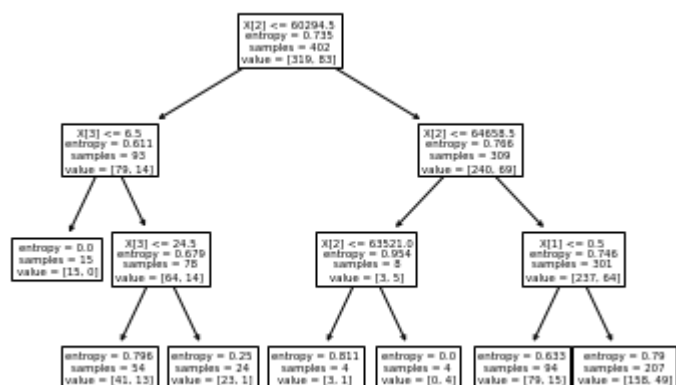 X[2] <= 60294.5
entropy = 0.735
samples = 402
value = [319, 83]
X[3] <= 6.5
entropy = 0.611
samples = 93
value = [79, 14]
X[2] <= 64658.5
entropy = 0.766
samples = 309
value = [240, 69]
entropy = 0.0
samples = 15
value = [15, 0]
X[3] <= 24.5
entropy = 0.679
samples = 78
value = [64, 14]
X[2] <= 63521.0
entropy = 0.954
samples = 8
value = [3, 5]
X[1] <= 0.5
entropy = 0.746
samples = 301
value = [237, 64]
entropy = 0.796
samples = 54
value = [41, 13]
entropy = 0.25
samples = 24
value = [23, 1]
entropy = 0.811
samples = 4
value = [3, 1]
entropy = 0.0
samples = 4
value = [0, 4]
entropy = 0.633
samples = 94
value = [79, 15]
entropy = 0.79
samples = 207
value = [158, 49]